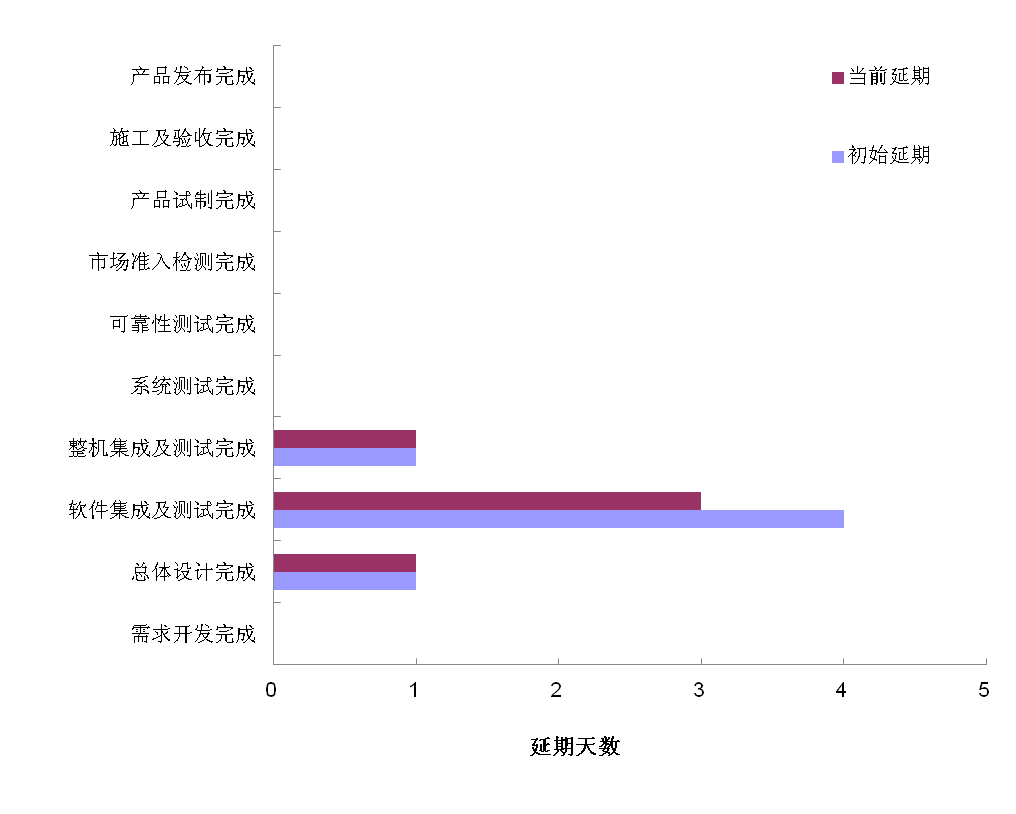 产品发布完成
施工及验收完成
产品试制完成
市场准入检测完成
可靠性测试完成
系统测试完成
整机集成及测试完成
软件集成及测试完成
总体设计完成
需求开发完成
当前延期
初始延期
0 1 2 3 4 5
延期天数